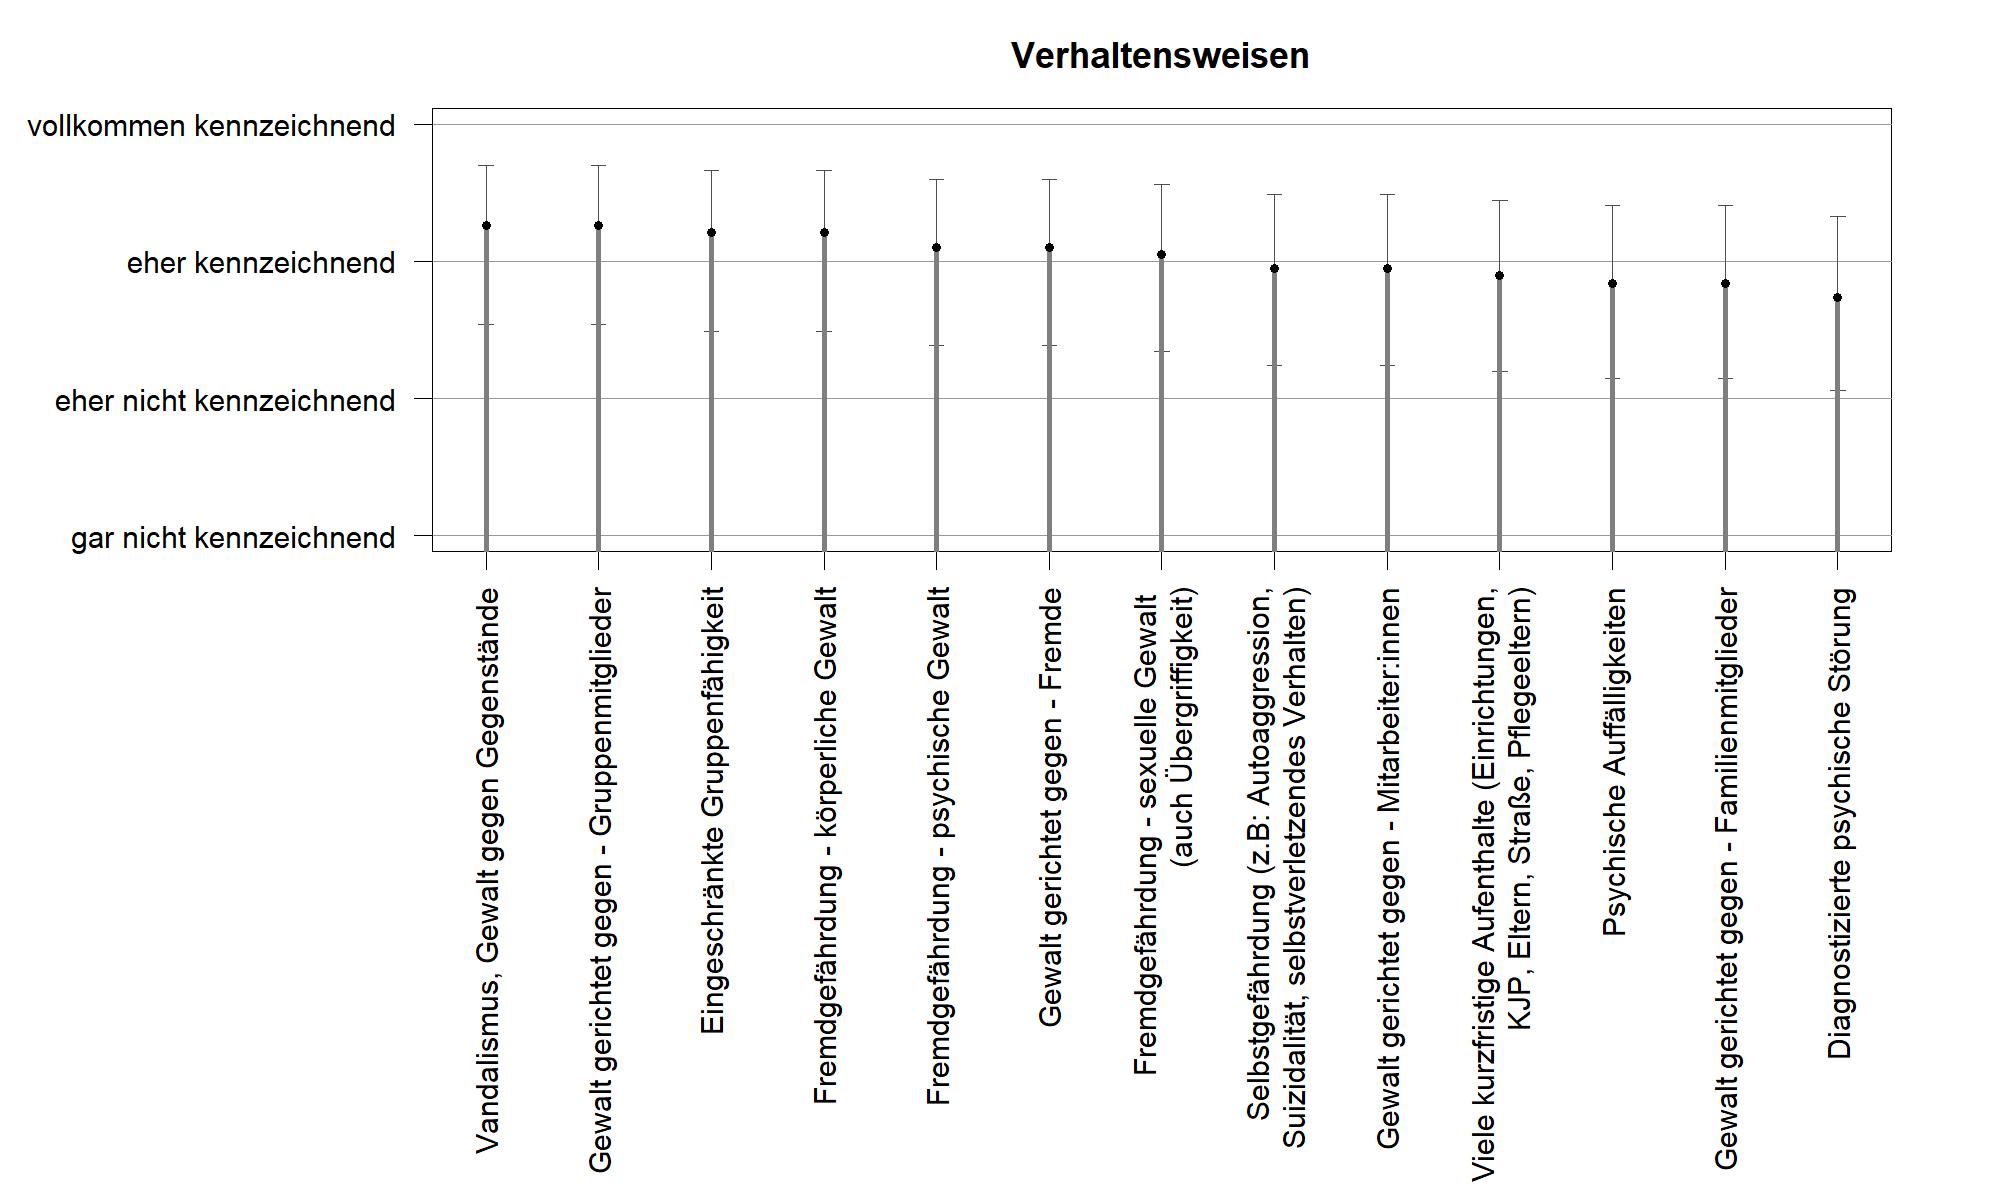 Verhaltensweisen
vollkommen kennzeichnend
eher kennzeichnend
eher nicht kennzeichnend
gar nicht kennzeichnend
Vandalismus, Gewalt gegen Gegenstände
Gewalt gerichtet gegen - Gruppenmitglieder
Eingeschränkte Gruppenfähigkeit
Fremdgefährdung - körperliche Gewalt
Fremdgefährdung - psychische Gewalt
Gewalt gerichtet gegen - Fremde
Fremdgefährdung - sexuelle Gewalt
(auch Übergriffigkeit)
Selbstgefährdung (z.B: Autoaggression,
Suizidalität, selbstverletzendes Verhalten)
Gewalt gerichtet gegen - Mitarbeiter:innen
Viele kurzfristige Aufenthalte (Einrichtungen,
KJP, Eltern, Straße, Pflegeeltern)
Psychische Auffälligkeiten
Gewalt gerichtet gegen - Familienmitglieder
Diagnostizierte psychische Störung